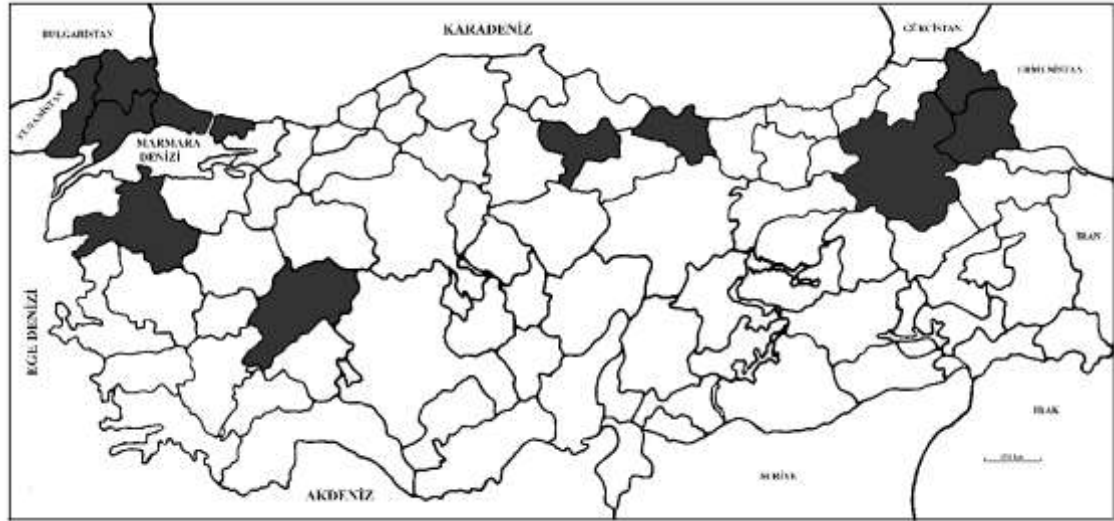 BULGARİSTAN
KARADENİZ
GÜRCİSTAN
ERMENİSTAN
YUNANİSTAN
MARMARA
DENİZİ
İRAN
EGE DENİZİ
IRAK
SURİYE
AKDENİZ